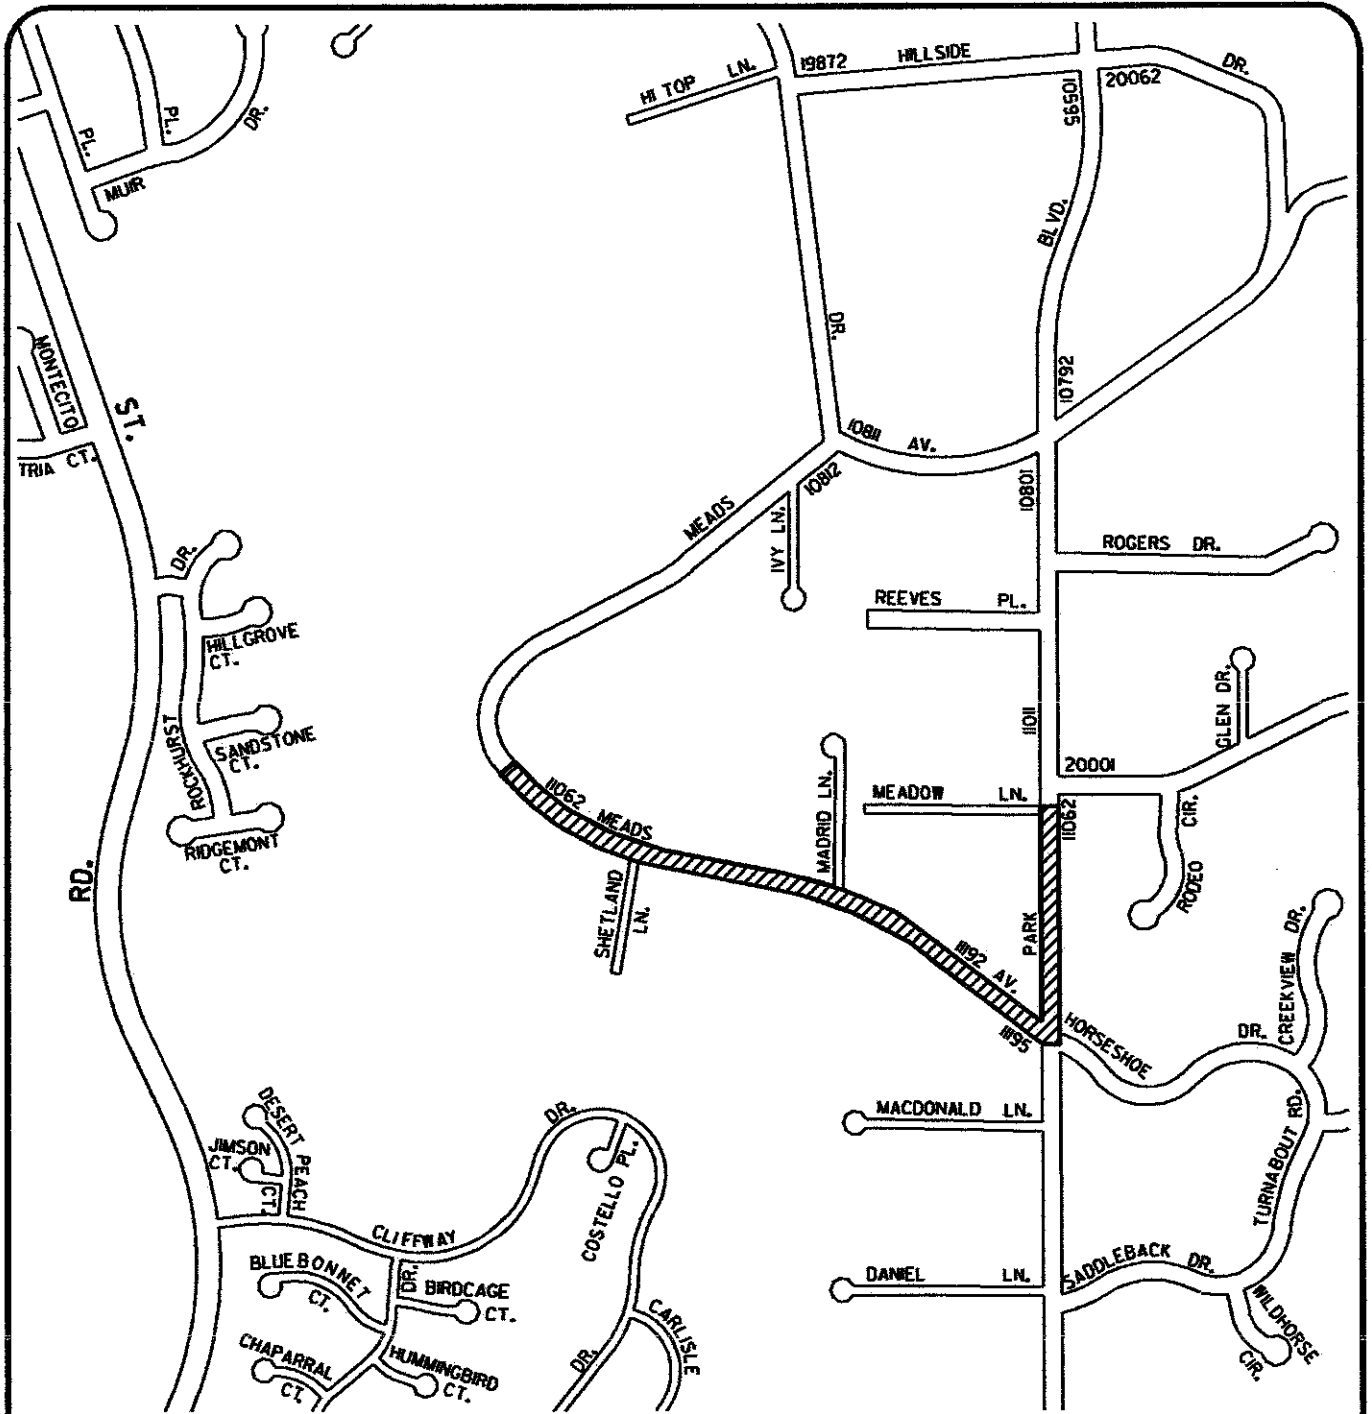 19872
HILLSIDE
DR.
HI TOP LN.
20062
10595
PL.
PL.
DR.
MUIR
BLVD.
DR.
MONTECITO
ST.
10792
TRIA CT.
10811 AV.
10812
10801
MEADS
IVY LN.
ROGERS DR.
DR.
REEVES PL.
HILLGROVE
CT.
GLEN DR.
11011
ROCKHURST
SANDSTONE
CT.
20001
11062
MEADS
MADRID LN.
MEADOW LN.
11062
CIR.
RODEO
RIDGEMONT
CT.
RD.
SHETLAND
LN.
PARK
11192 AV.
11195
HORSESHOE
DR.
CREEKVIEW DR.
DESERT
PEACH
CT.
JIMSON
CT.
DR.
COSTELLO PL.
MACDONALD LN.
TURNABOUT RD.
CLIFFWAY
DR.
BLUEBONNET
CT.
BIRDCAGE
CT.
DANIEL LN.
SADDLEBACK DR.
WILDHORSE
CIR.
CARLISLE
DR.
CHAPARRAL
CT.
HUMMINGBIRD
CT.